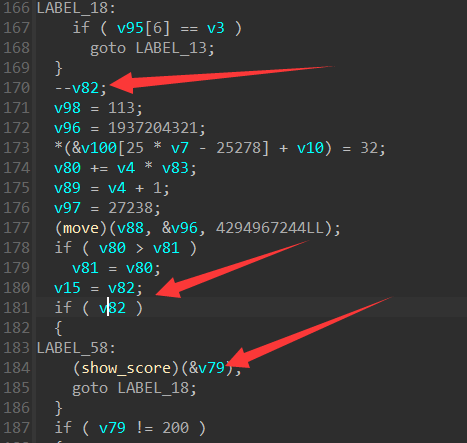 166 LABEL_18:
167 if ( v95[6] == v3 )
168 goto LABEL_13;
169 }
170 --v82;
171 v98 = 113;
172 v96 = 1937204321;
173 *(&v100[25 * v7 - 25278] + v10) = 32;
174 v80 += v4 * v83;
175 v89 = v4 + 1;
176 v97 = 27238;
177 (move)(v88, &v96, 4294967244LL);
178 if ( v80 > v81 )
179 v81 = v80;
180 v15 = v82;
181 if ( v82 )
182 {
183 LABEL_58:
184 (show_score)(&v79);
185 goto LABEL_18;
186 }
187 if ( v79 != 200 )